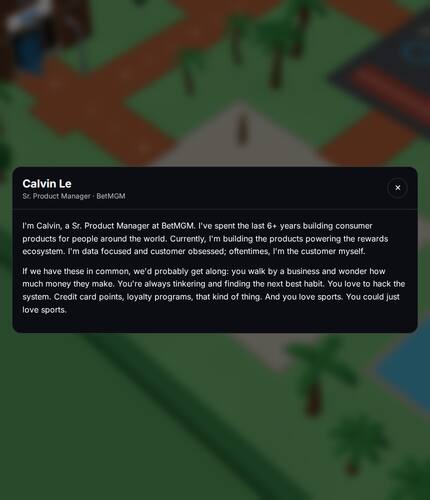 Calvin Le
Sr. Product Manager · BetMGM
I'm Calvin, a Sr. Product Manager at BetMGM. I've spent the last 6+ years building consumer
products for people around the world. Currently, I'm building the products powering the rewards
ecosystem. I'm data focused and customer obsessed; oftentimes, I'm the customer myself.
If we have these in common, we'd probably get along: you walk by a business and wonder how
much money they make. You're always tinkering and finding the next best habit. You love to hack the
system. Credit card points, loyalty programs, that kind of thing. And you love sports. You could just
love sports.